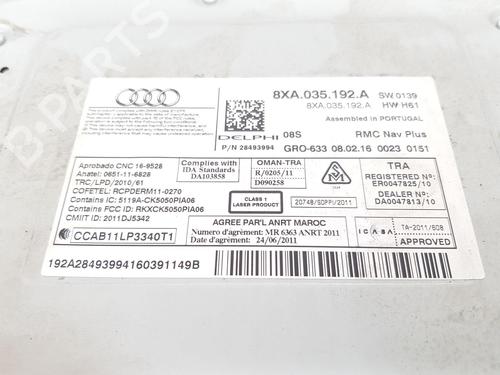 8XA.035.192.A SW 0139
8XA.035.192.A HW H61
Assembled in Portugal
DELPHI 08S RMC Nav Plus
P/N 28493994 GRO-633 08.02.16 0023 0151
Aprobado CNC 16-9528
Anatel: 0651-11-6828
TRC/LPD/2010/61
COFETEL: RCPDERM11-0270
Contains IC: 5119A-CK5050PIA06
Contains FCC ID: RKXCK5050PIA06
CMIIT ID: 2011DJ5342
CCAB11LP3340T1
Complies with
IDA Standards
DA103858
OMAN-TRA
R/0205/11
D090258
CLASS 1
LASER PRODUCT
20748/SDPPI/2011
TRA
REGISTERED No:
ER0047825/10
DEALER No:
DA0047813/10
AGREE PAR'L ANRT MAROC
Numero d'agrément: MR 6363 ANRT 2011
Date d'agrément: 24/06/2011
ICASA
TA-2011/608
192A28493994160391149B